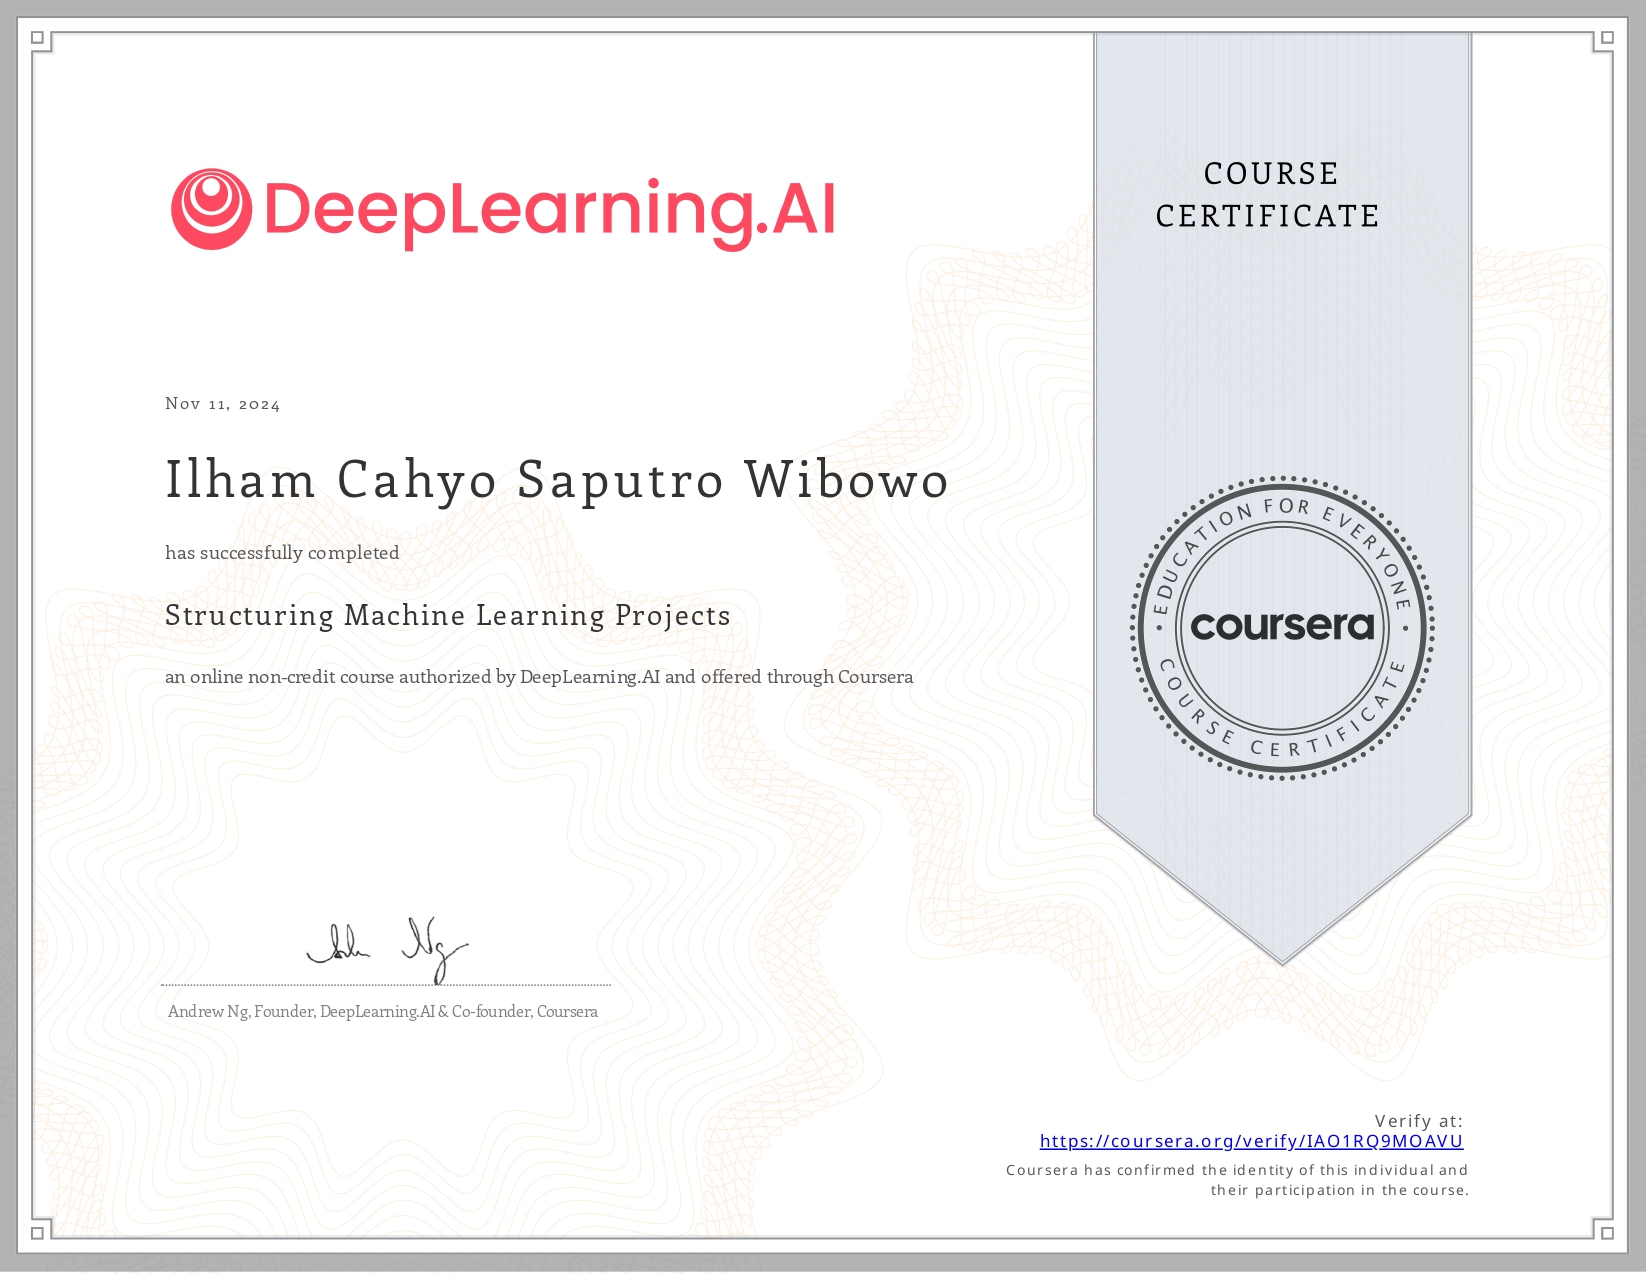 DeepLearning.AI
COURSE
CERTIFICATE
Nov 11, 2024
Ilham Cahyo Saputro Wibowo
has successfully completed
Structuring Machine Learning Projects
an online non-credit course authorized by DeepLearning.AI and offered through Coursera
EDUCATION FOR EVERYONE
coursera
COURSE CERTIFICATE
Andrew Ng, Founder, DeepLearning.AI & Co-founder, Coursera
Verify at:
https://coursera.org/verify/IAO1RQ9MOAVU
Coursera has confirmed the identity of this individual and
their participation in the course.